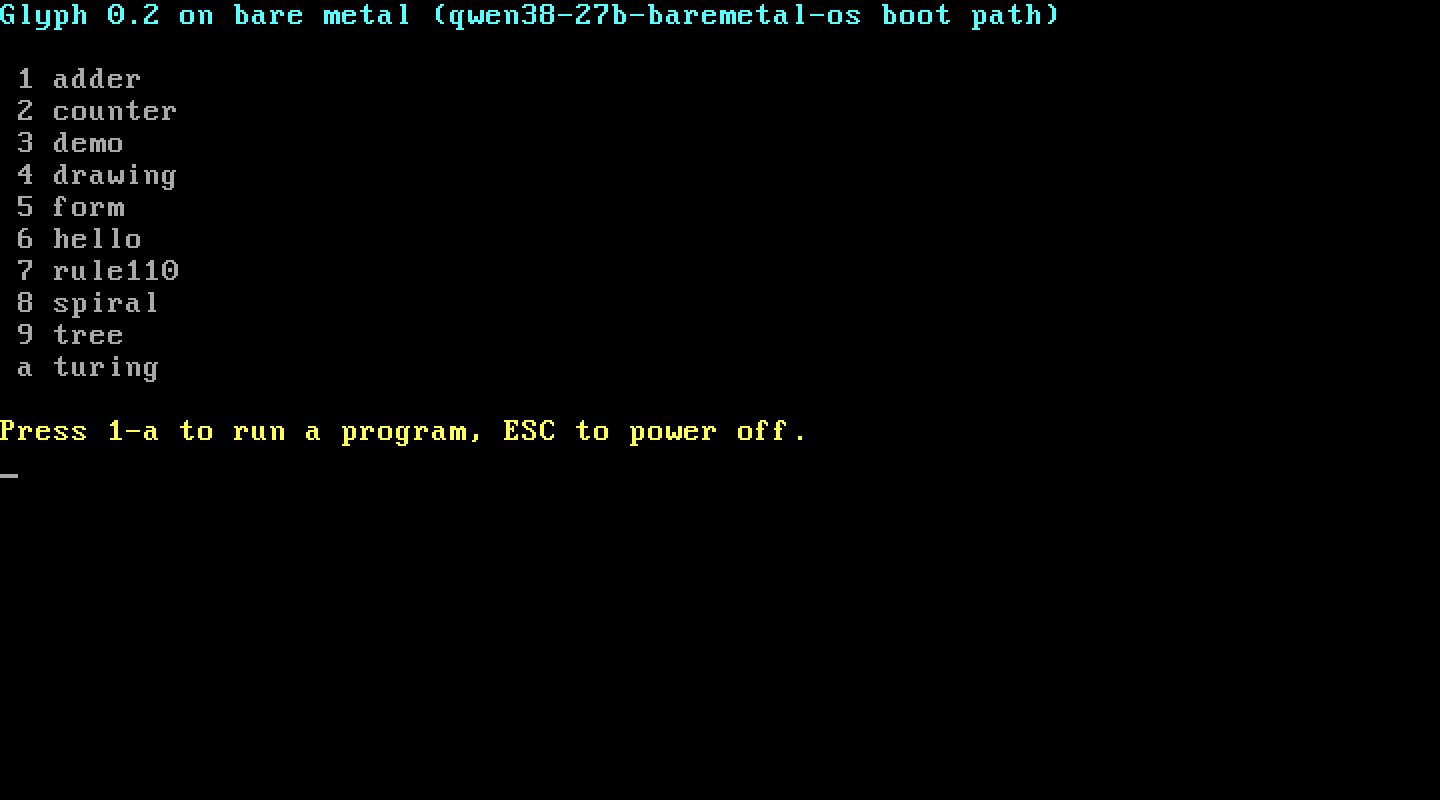 Glyph 0.2 on bare metal (qwen38-27b-baremetal-os boot path)
1 adder
2 counter
3 demo
4 drawing
5 form
6 hello
7 rule110
8 spiral
9 tree
a turing
Press 1-a to run a program, ESC to power off.